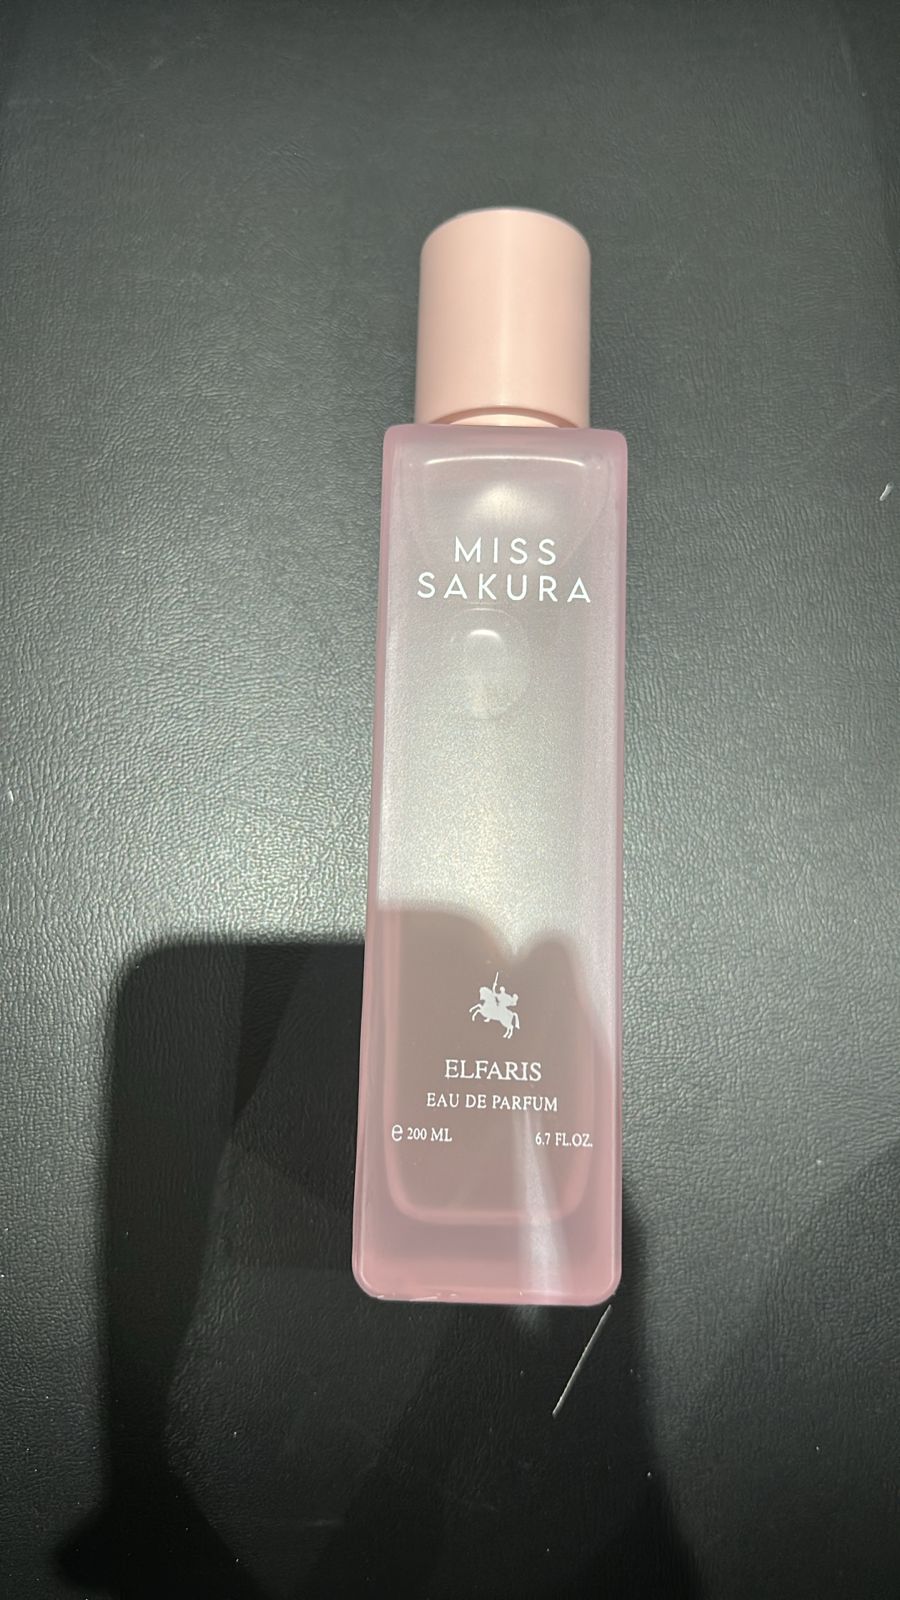 MISS
SAKURA
ELFARIS
EAU DE PARFUM
e 200 ML 6.7 FL.OZ.